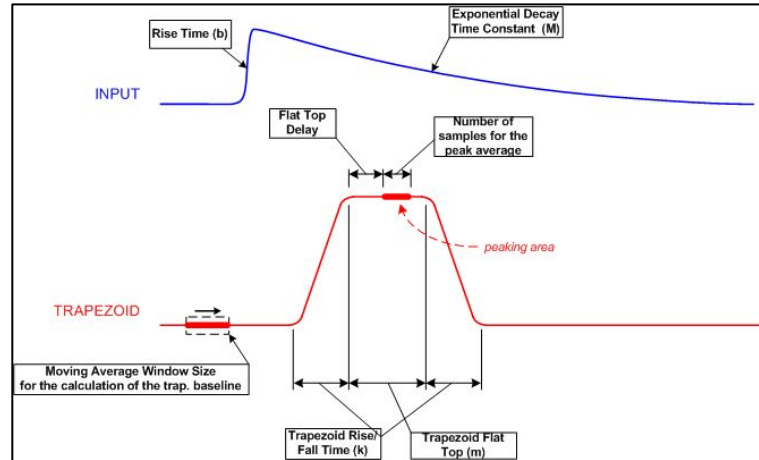 Rise Time (b)
Exponential Decay
Time Constant (M)
INPUT
Flat Top
Delay
Number of
samples for the
peak average
peaking area
TRAPEZOID
Moving Average Window Size
for the calculation of the trap. baseline
Trapezoid Rise/
Fall Time (k)
Trapezoid Flat
Top (m)